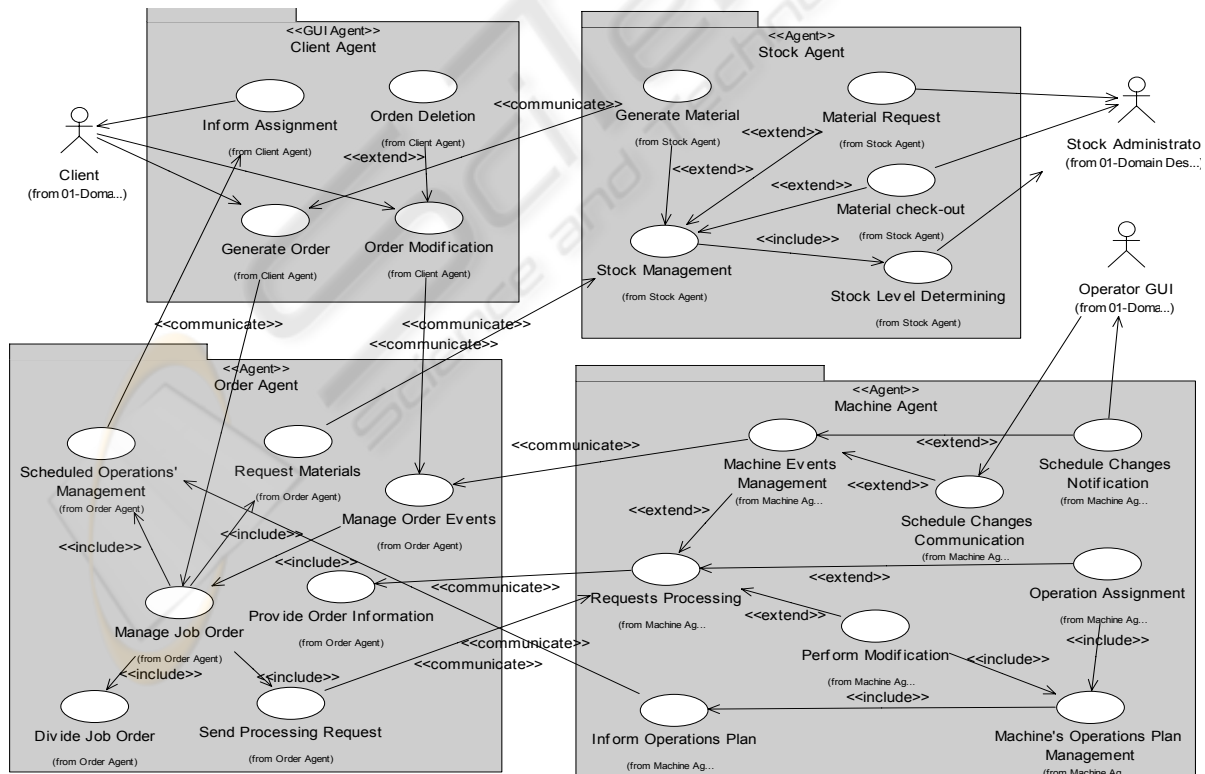 <<GUI Agent>>
Client Agent
Inform Assignment
(from Client Agent)
Orden Deletion
(from Client Agent)
<<extend>>
Generate Order
(from Client Agent)
Order Modification
(from Client Agent)
Client
(from 01-Doma...)
<<communicate>>
<<Agent>>
Stock Agent
Generate Material
(from Stock Agent)
Material Request
(from Stock Agent)
<<extend>>
<<extend>>
<<extend>>
Material check-out
(from Stock Agent)
<<include>>
Stock Management
(from Stock Agent)
Stock Level Determining
(from Stock Agent)
Stock Administrato
(from 01-Domain Des...
Operator GUI
(from 01-Doma...)
<<communicate>>
<<communicate>>
<<communicate>>
<<Agent>>
Order Agent
Scheduled Operations'
Management
(from Order Agent)
Request Materials
(from Order Agent)
Manage Order Events
(from Order Agent)
<<include>>
<<include>>
<<include>>
Provide Order Information
(from Order Agent)
Manage Job Order
(from Order Agent)
<<include>>
<<include>>
Divide Job Order
(from Order Agent)
Send Processing Request
(from Order Agent)
<<communicate>>
<<communicate>>
<<communicate>>
<<communicate>>
<<Agent>>
Machine Agent
Machine Events
Management
(from Machine Ag...
<<extend>>
<<extend>>
Schedule Changes
Notification
(from Machine Ag...
Schedule Changes
Communication
(from Machine Ag...
<<extend>>
Requests Processing
(from Machine Ag...
<<extend>>
Operation Assignment
(from Machine Ag...
<<extend>>
Perform Modification
(from Machine Ag...
<<include>>
<<include>>
<<include>>
Inform Operations Plan
(from Machine Ag...
Machine's Operations Plan
Management
(from Machine Ag